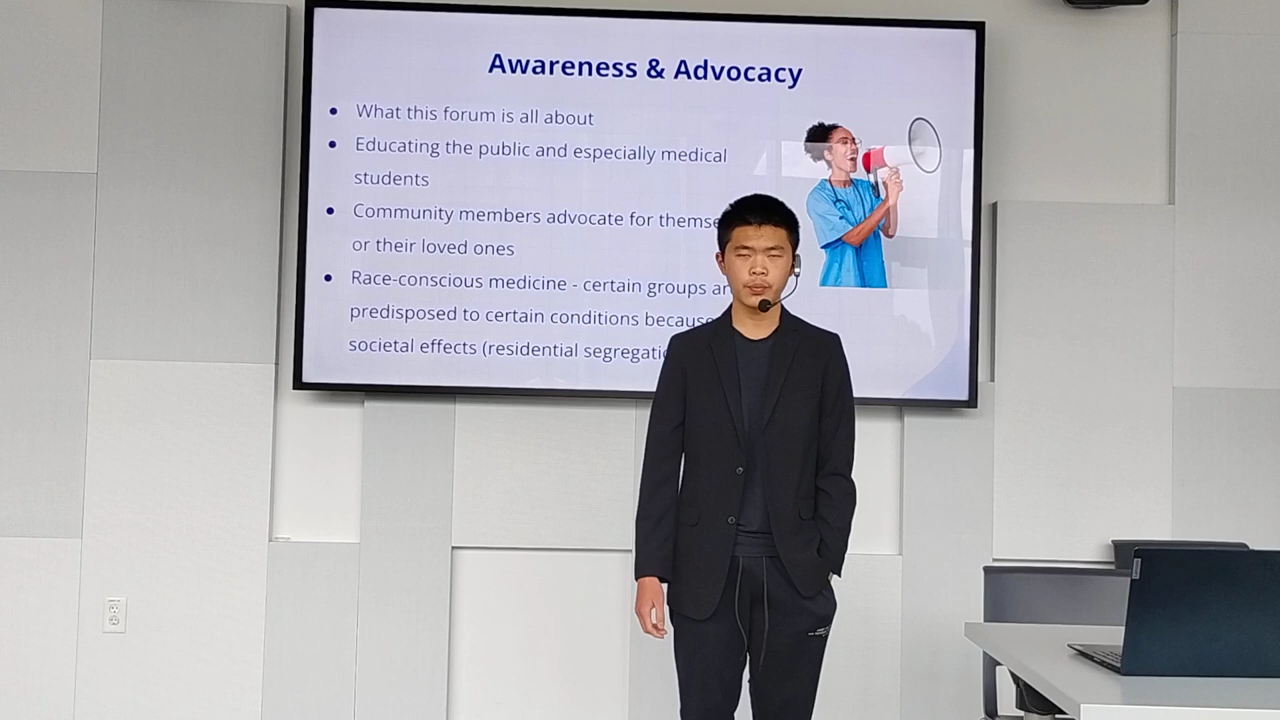 Awareness & Advocacy
• What this forum is all about
• Educating the public and especially medical
students
• Community members advocate for themse
or their loved ones
• Race-conscious medicine - certain groups ar
predisposed to certain conditions because
societal effects (residential segregatio